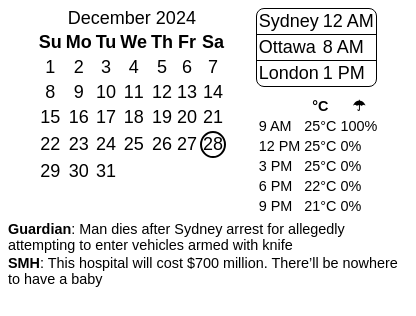 December 2024
Su Mo Tu We Th Fr Sa
1 2 3 4 5 6 7
8 9 10 11 12 13 14
15 16 17 18 19 20 21
22 23 24 25 26 27 28
29 30 31
Sydney 12 AM
Ottawa 8 AM
London 1 PM
°C ☂
9 AM 25°C 100%
12 PM 25°C 0%
3 PM 25°C 0%
6 PM 22°C 0%
9 PM 21°C 0%
Guardian: Man dies after Sydney arrest for allegedly
attempting to enter vehicles armed with knife
SMH: This hospital will cost $700 million. There’ll be nowhere
to have a baby